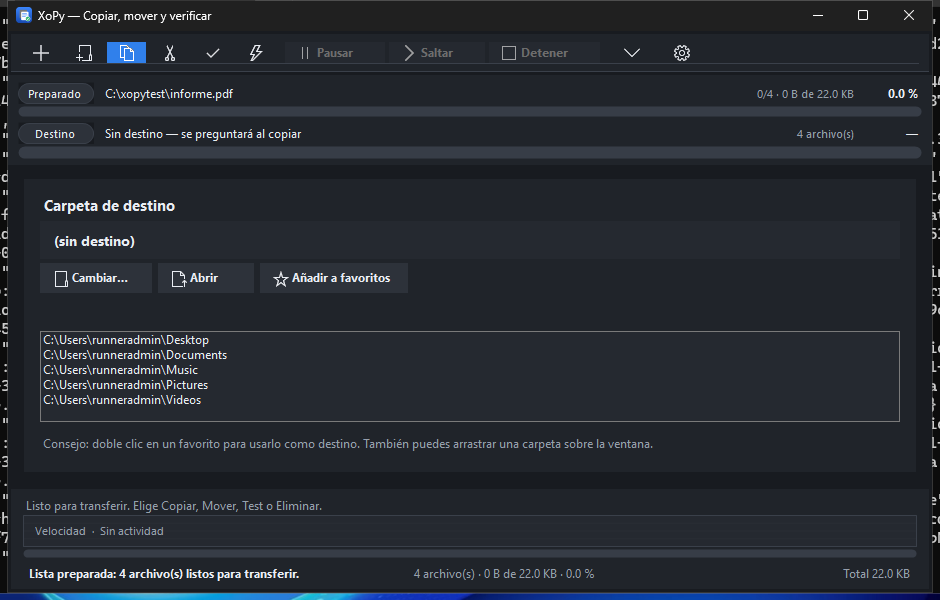 XoPy — Copiar, mover y verificar
Pausar
Saltar
Detener
Preparado C:\xopytest\informe.pdf 0/4 · 0 B de 22.0 KB 0.0 %
Destino Sin destino — se preguntará al copiar 4 archivo(s) —
Carpeta de destino
(sin destino)
Cambiar... Abrir Añadir a favoritos
C:\Users\runneradmin\Desktop
C:\Users\runneradmin\Documents
C:\Users\runneradmin\Music
C:\Users\runneradmin\Pictures
C:\Users\runneradmin\Videos
Consejo: doble clic en un favorito para usarlo como destino. También puedes arrastrar una carpeta sobre la ventana.
Listo para transferir. Elige Copiar, Mover, Test o Eliminar.
Velocidad · Sin actividad
Lista preparada: 4 archivo(s) listos para transferir. 4 archivo(s) · 0 B de 22.0 KB · 0.0 % Total 22.0 KB